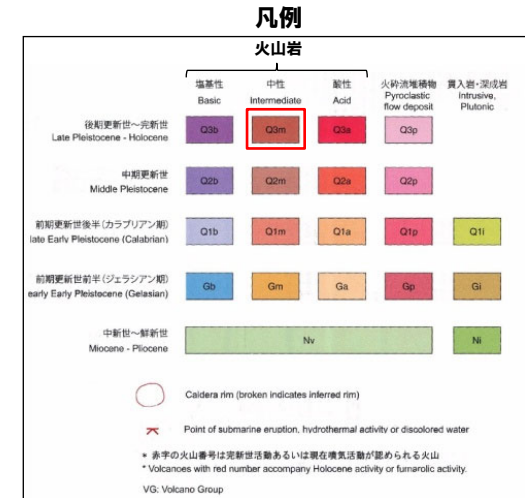 凡例
火山岩
塩基性 中性 酸性 火砕流堆積物 貫入岩・深成岩
Basic Intermediate Acid Pyroclastic flow deposit Intrusive, Plutonic
後期更新世～完新世
Late Pleistocene - Holocene
Q3b Q3m Q3a Q3p
中期更新世
Middle Pleistocene
Q2b Q2m Q2a Q2p
前期更新世後半(カラブリアン期)
late Early Pleistocene (Calabrian)
Q1b Q1m Q1a Q1p Q1i
前期更新世前半(ジェラシアン期)
early Early Pleistocene (Gelasian)
Gb Gm Ga Gp Gi
中新世～鮮新世
Miocene - Pliocene
Nv Ni
Caldera rim (broken indicates inferred rim)
Point of submarine eruption, hydrothermal activity or discolored water
* 赤字の火山番号は完新世活動あるいは現在噴気活動が認められる火山
* Volcanoes with red number accompany Holocene activity or fumarolic activity.
VG: Volcano Group